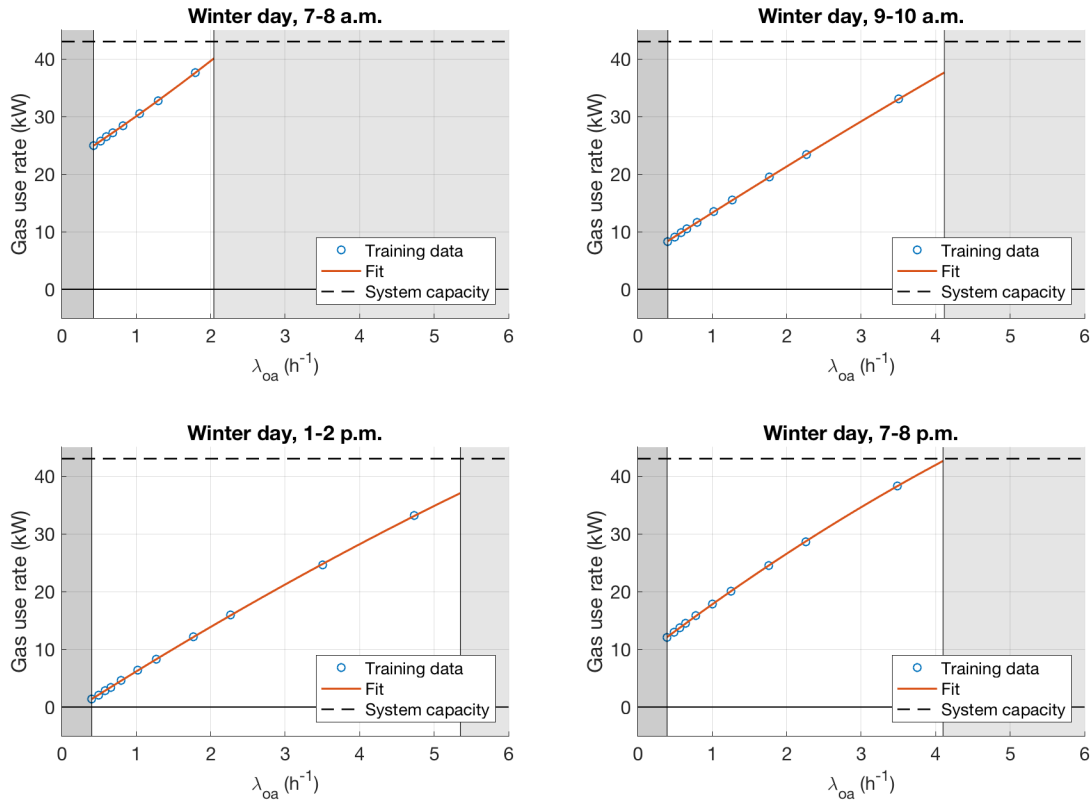 Winter day, 7-8 a.m.
Gas use rate (kW)
40
30
20
10
0
0 1 2 3 4 5 6
λoa (h-1)
Training data
Fit
System capacity
Winter day, 9-10 a.m.
Gas use rate (kW)
40
30
20
10
0
0 1 2 3 4 5 6
λoa (h-1)
Training data
Fit
System capacity
Winter day, 1-2 p.m.
Gas use rate (kW)
40
30
20
10
0
0 1 2 3 4 5 6
λoa (h-1)
Training data
Fit
System capacity
Winter day, 7-8 p.m.
Gas use rate (kW)
40
30
20
10
0
0 1 2 3 4 5 6
λoa (h-1)
Training data
Fit
System capacity